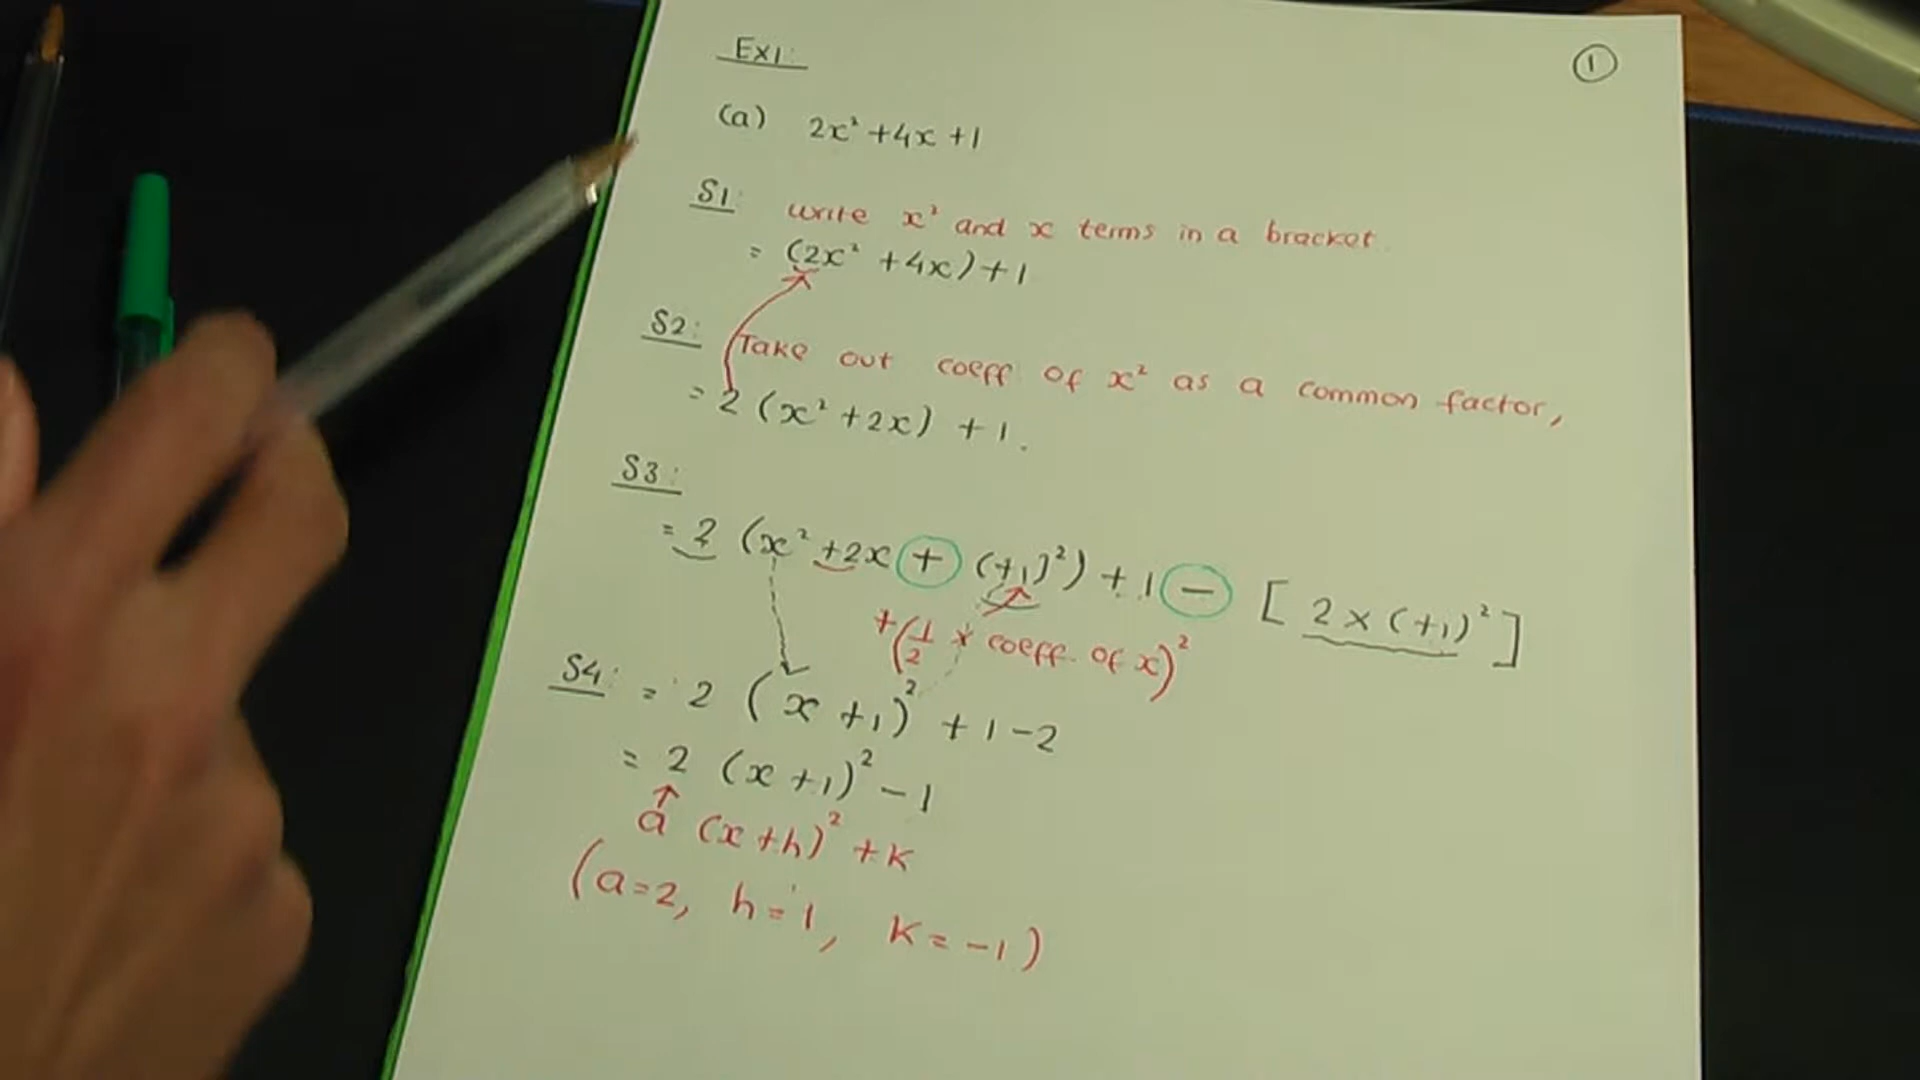 Ex1:
①
(a) 2x² + 4x + 1
S1: write x² and x terms in a bracket
= (2x² + 4x) + 1
S2: Take out coeff of x² as a common factor,
= 2 (x² + 2x) + 1.
S3:
= 2 (x² + 2x + (+1)²) + 1 − [2 × (+1)²]
+(1/2 × coeff. of x)²
S4: = 2 (x + 1)² + 1 − 2
= 2 (x + 1)² − 1
a (x + h)² + k
(a = 2, h = 1, k = −1)